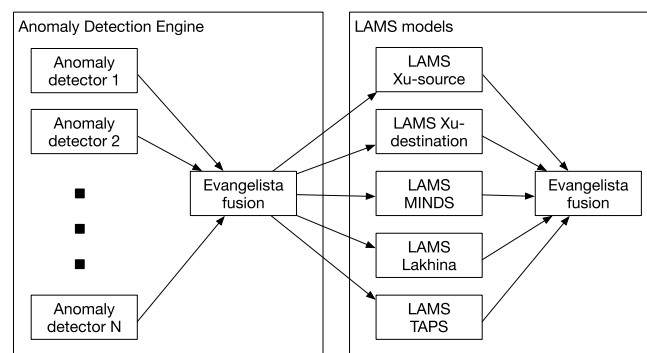 Anomaly Detection Engine
Anomaly
detector 1
Anomaly
detector 2
Anomaly
detector N
Evangelista
fusion
LAMS models
LAMS
Xu-source
LAMS Xu-
destination
LAMS
MINDS
LAMS
Lakhina
LAMS
TAPS
Evangelista
fusion